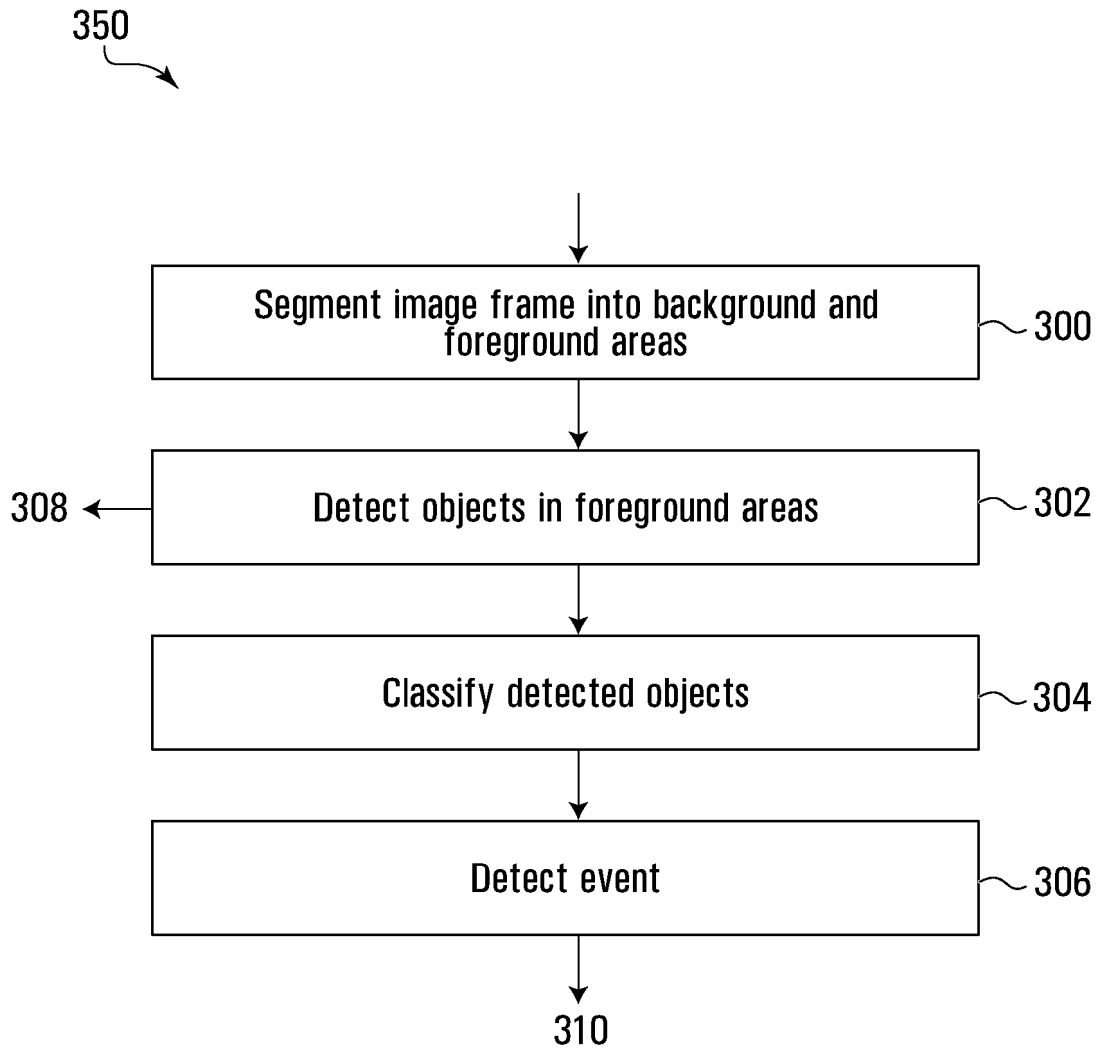 350
Segment image frame into background and
foreground areas
300
308
Detect objects in foreground areas
302
Classify detected objects
304
Detect event
306
310